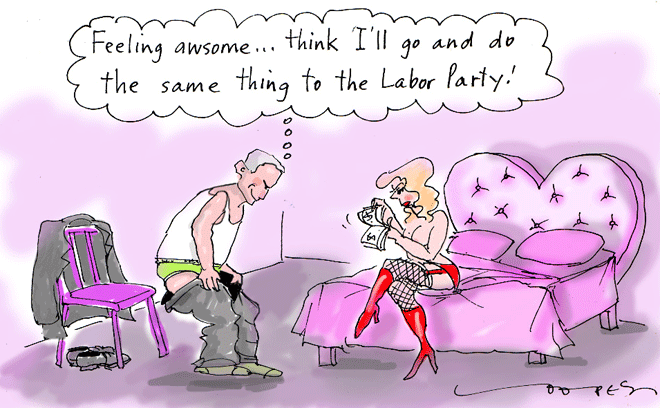 Feeling awsome... think I'll go and do
the same thing to the Labor Party!